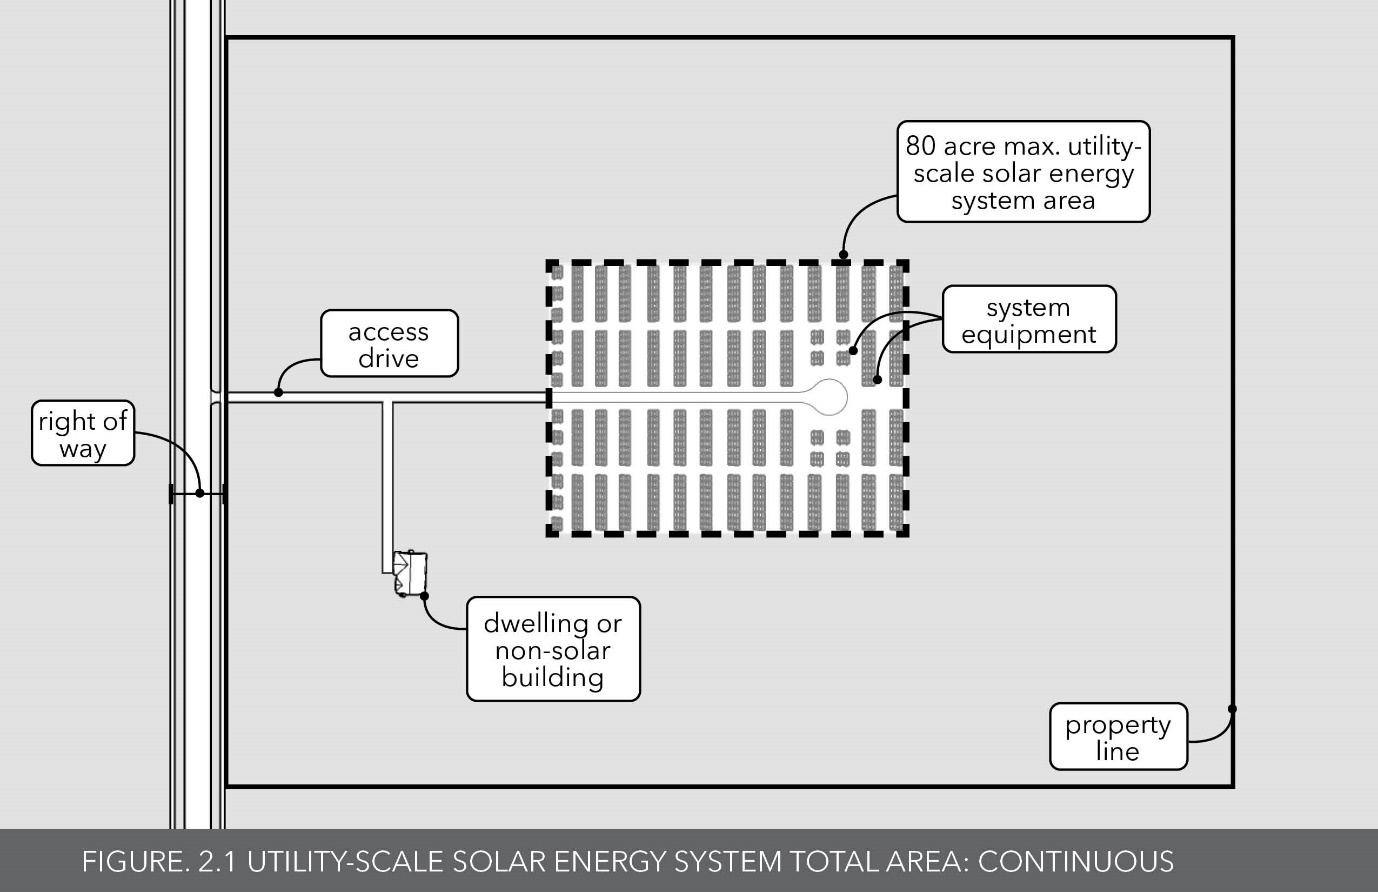 80 acre max. utility-
scale solar energy
system area
system
equipment
access
drive
right of
way
dwelling or
non-solar
building
property
line
FIGURE. 2.1 UTILITY-SCALE SOLAR ENERGY SYSTEM TOTAL AREA: CONTINUOUS